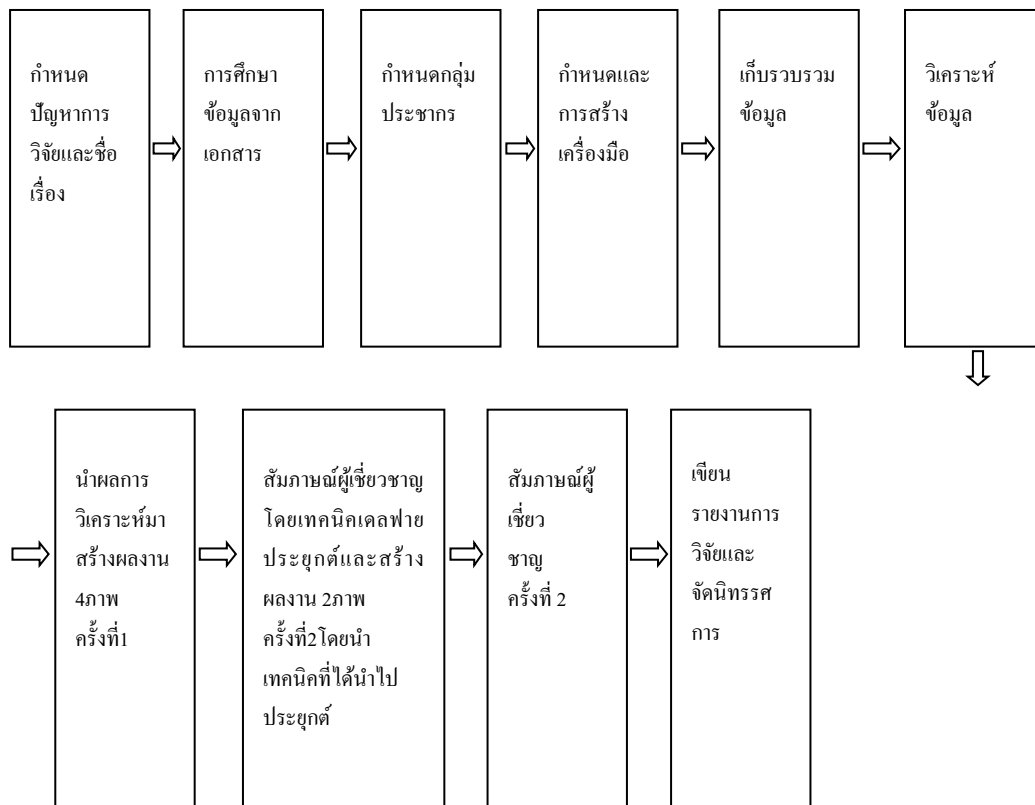 กำหนด
ปัญหาการ
วิจัยและชื่อ
เรื่อง
การศึกษา
ข้อมูลจาก
เอกสาร
กำหนดกลุ่ม
ประชากร
กำหนดและ
การสร้าง
เครื่องมือ
เก็บรวบรวม
ข้อมูล
วิเคราะห์
ข้อมูล
นำผลการ
วิเคราะห์มา
สร้างผลงาน
4ภาพ
ครั้งที่1
สัมภาษณ์ผู้เชี่ยวชาญ
โดยเทคนิคเดลฟาย
ประยุกต์และสร้าง
ผลงาน 2ภาพ
ครั้งที่2โดยนำ
เทคนิคที่ได้นำไป
ประยุกต์
สัมภาษณ์ผู้
เชี่ยว
ชาญ
ครั้งที่ 2
เขียน
รายงานการ
วิจัยและ
จัดนิทรรศ
การ